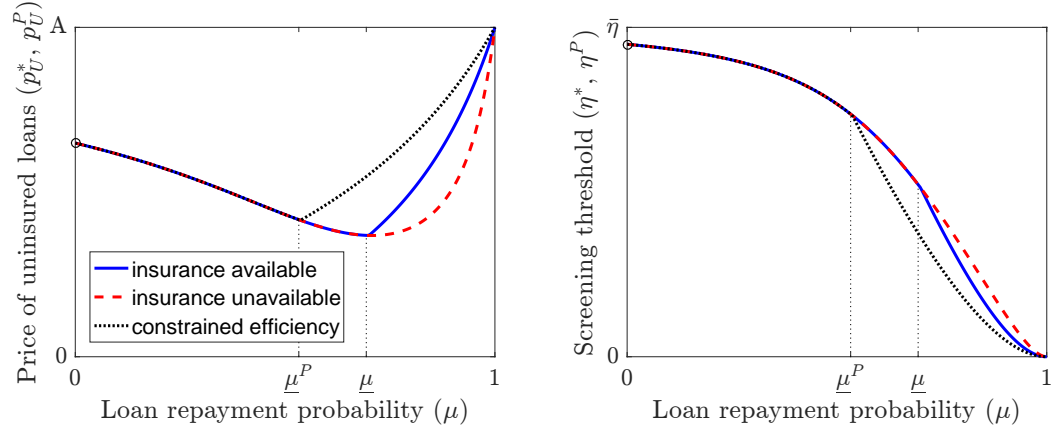 Price of uninsured loans (p*_U, p^P_U)
A
0
insurance available
insurance unavailable
constrained efficiency
0
μ^P
μ
1
Loan repayment probability (μ)
Screening threshold (η*, η^P)
η̄
0
0
μ^P
μ
1
Loan repayment probability (μ)